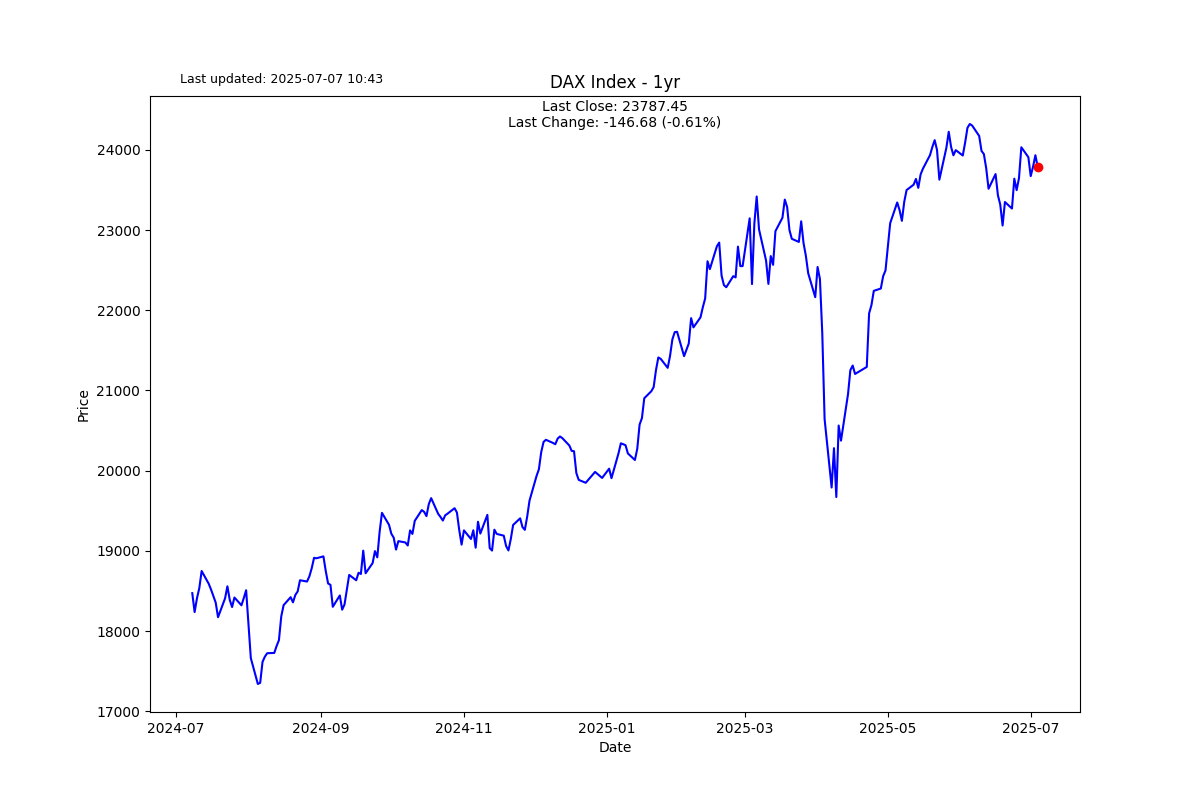 Last updated: 2025-07-07 10:43
DAX Index - 1yr
Last Close: 23787.45
Last Change: -146.68 (-0.61%)
24000
23000
22000
21000
20000
19000
18000
17000
Price
2024-07
2024-09
2024-11
2025-01
2025-03
2025-05
2025-07
Date